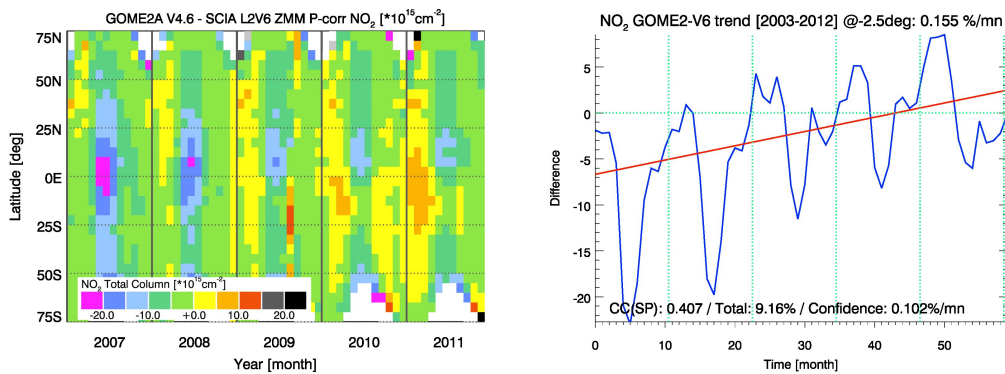 GOME2A V4.6 - SCIA L2V6 ZMM P-corr NO2 [*10^15cm^-2]
75N
50N
25N
0E
25S
50S
75S
Latitude [deg]
NO2 Total Column [*10^15cm^-2]
-20.0 -10.0 +0.0 10.0 20.0
2007 2008 2009 2010 2011
Year [month]
NO2 GOME2-V6 trend [2003-2012] @-2.5deg: 0.155 %/mn
5
0
-5
-10
-15
-20
Difference
CC(SP): 0.407 / Total: 9.16% / Confidence: 0.102%/mn
0 10 20 30 40 50
Time [month]